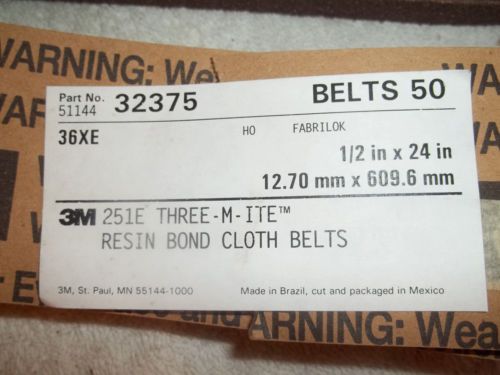 WARNING: We
Part No. 32375 BELTS 50
51144
36XE HO FABRILOK
1/2 in x 24 in
12.70 mm x 609.6 mm
3M 251E THREE-M-ITE™
RESIN BOND CLOTH BELTS
3M, St. Paul, MN 55144-1000 Made in Brazil, cut and packaged in Mexico
ARNING: Wea